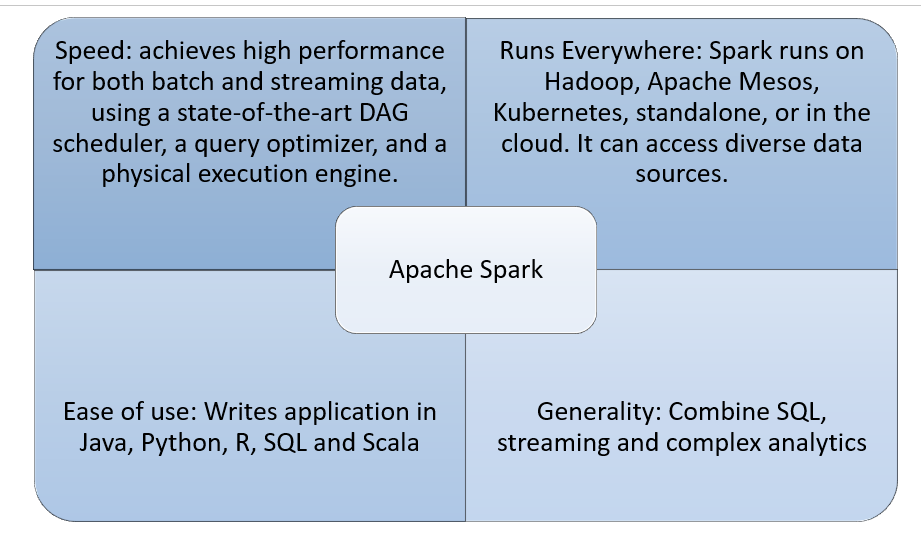 Speed: achieves high performance
for both batch and streaming data,
using a state-of-the-art DAG
scheduler, a query optimizer, and a
physical execution engine.
Runs Everywhere: Spark runs on
Hadoop, Apache Mesos,
Kubernetes, standalone, or in the
cloud. It can access diverse data
sources.
Apache Spark
Ease of use: Writes application in
Java, Python, R, SQL and Scala
Generality: Combine SQL,
streaming and complex analytics